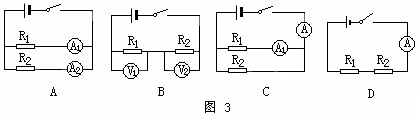 R₁ A₁
R₂ A₂
A
R₁ R₂
V₁ V₂
B
A
R₁ A₁
R₂
C
A
R₁ R₂
D
图 3